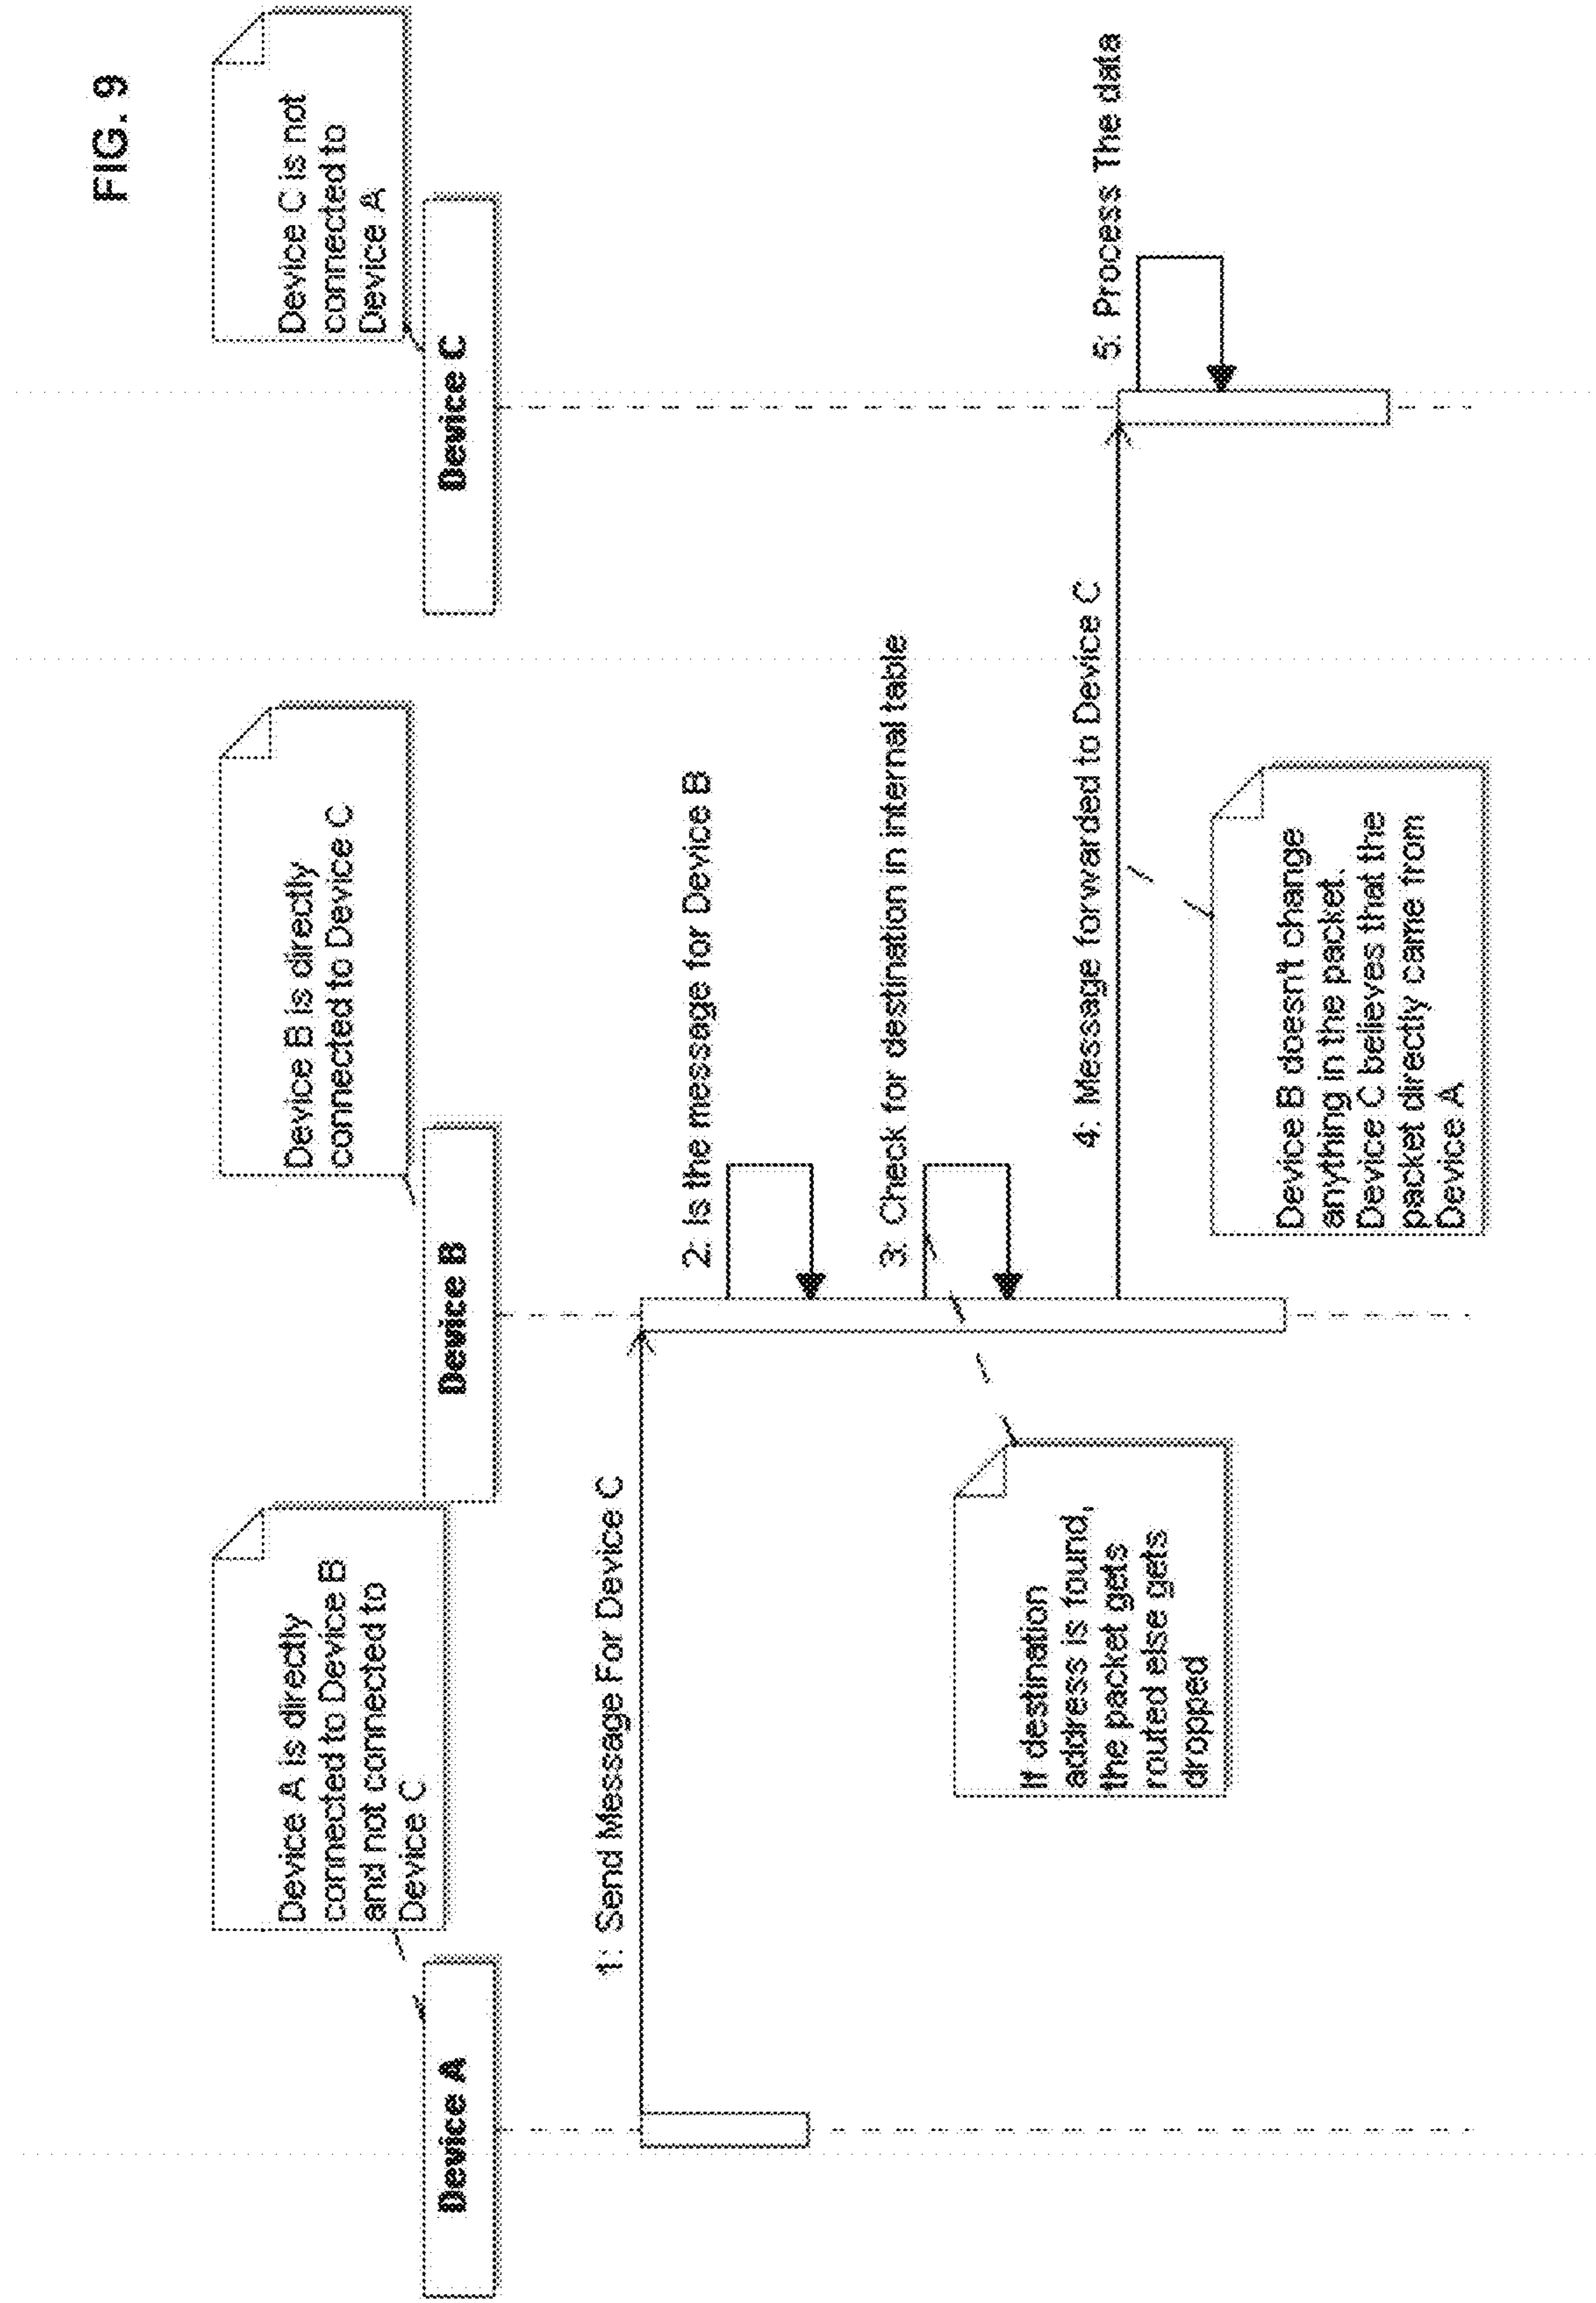 FIG. 9
Device A is directly
connected to Device B
and not connected to
Device C
Device B is directly
connected to Device C
Device C is not
connected to
Device A
Device A
Device B
Device C
1: Send Message For Device C
2: Is the message for Device B
3: Check for destination in internal table
If destination
address is found,
the packet gets
routed else gets
dropped
4: Message forwarded to Device C
5: Process The data
Device B doesn't change
anything in the packet.
Device C believes that the
packet directly came from
Device A